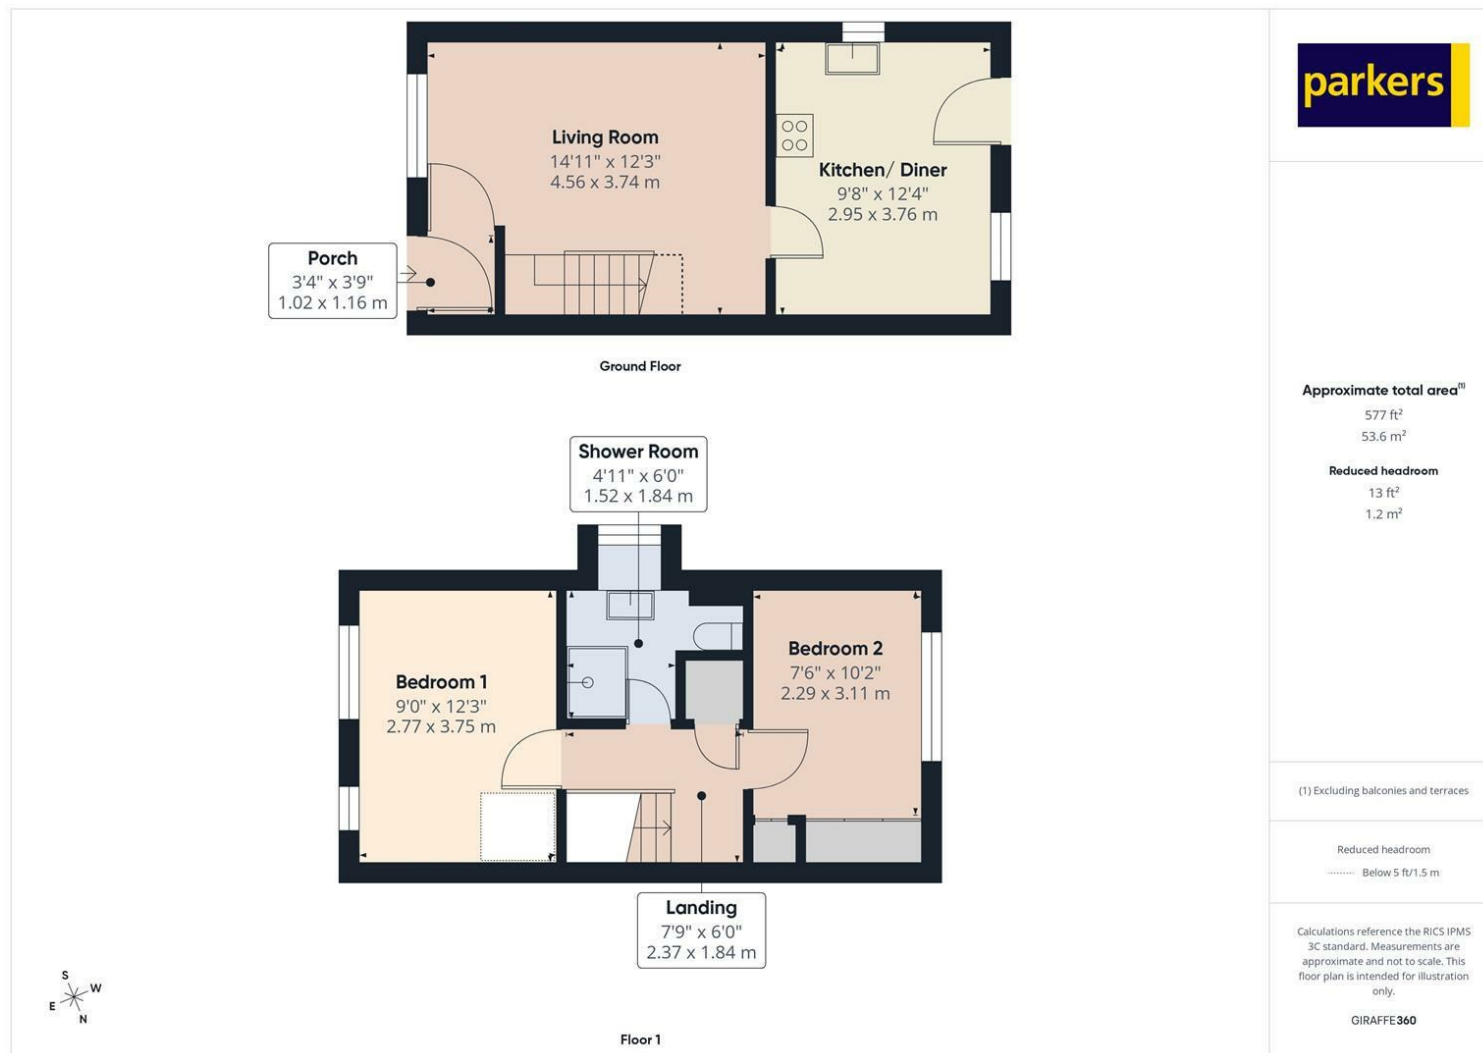 parkers
Living Room
14'11" x 12'3"
4.56 x 3.74 m
Kitchen/ Diner
9'8" x 12'4"
2.95 x 3.76 m
Porch
3'4" x 3'9"
1.02 x 1.16 m
Ground Floor
Approximate total area(1)
577 ft²
53.6 m²
Reduced headroom
13 ft²
1.2 m²
Shower Room
4'11" x 6'0"
1.52 x 1.84 m
Bedroom 1
9'0" x 12'3"
2.77 x 3.75 m
Bedroom 2
7'6" x 10'2"
2.29 x 3.11 m
Landing
7'9" x 6'0"
2.37 x 1.84 m
(1) Excluding balconies and terraces
Reduced headroom
Below 5 ft/1.5 m
Calculations reference the RICS IPMS
3C standard. Measurements are
approximate and not to scale. This
floor plan is intended for illustration
only.
GIRAFFE360
S
W
E
N
Floor 1